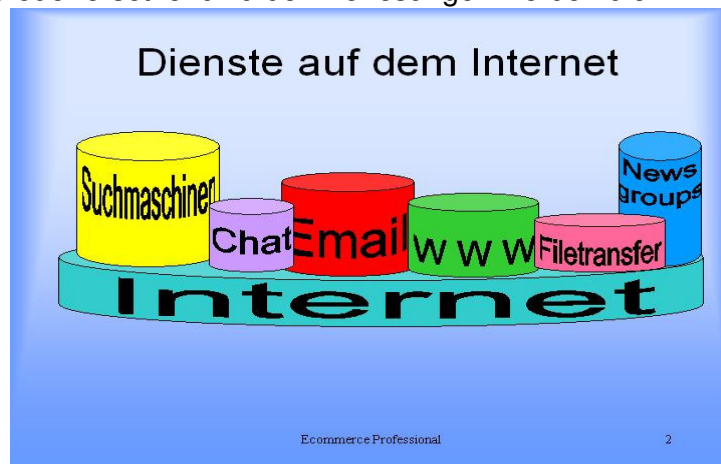 Dienste auf dem Internet
Suchmaschinen
Chat
Email
W W W
Filetransfer
News
groups
Internet
Ecommerce Professional 2